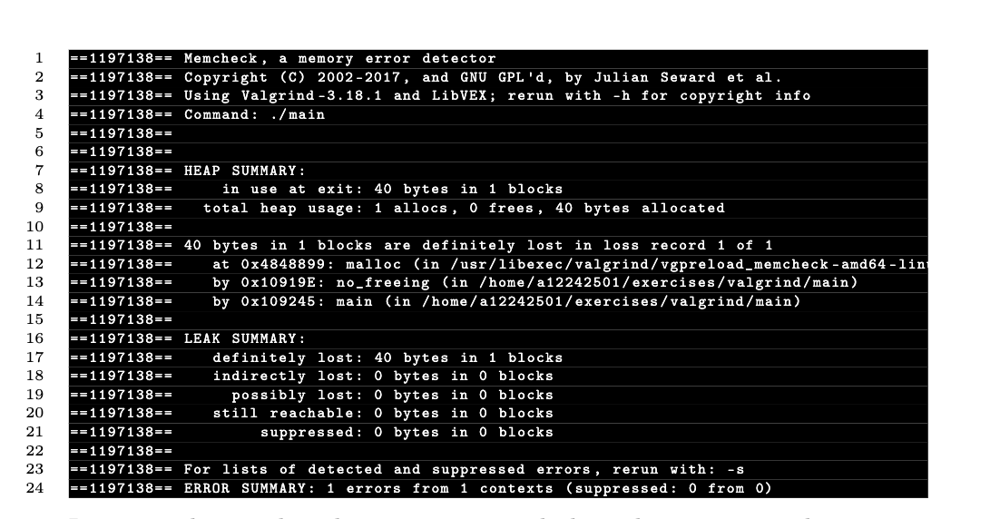 1 ==1197138== Memcheck, a memory error detector
2 ==1197138== Copyright (C) 2002-2017, and GNU GPL'd, by Julian Seward et al.
3 ==1197138== Using Valgrind-3.18.1 and LibVEX; rerun with -h for copyright info
4 ==1197138== Command: ./main
5 ==1197138==
6 ==1197138==
7 ==1197138== HEAP SUMMARY:
8 ==1197138==     in use at exit: 40 bytes in 1 blocks
9 ==1197138==   total heap usage: 1 allocs, 0 frees, 40 bytes allocated
10 ==1197138==
11 ==1197138== 40 bytes in 1 blocks are definitely lost in loss record 1 of 1
12 ==1197138==    at 0x4848899: malloc (in /usr/libexec/valgrind/vgpreload_memcheck-amd64-lin
13 ==1197138==    by 0x10919E: no_freeing (in /home/a12242501/exercises/valgrind/main)
14 ==1197138==    by 0x109245: main (in /home/a12242501/exercises/valgrind/main)
15 ==1197138==
16 ==1197138== LEAK SUMMARY:
17 ==1197138==    definitely lost: 40 bytes in 1 blocks
18 ==1197138==    indirectly lost: 0 bytes in 0 blocks
19 ==1197138==      possibly lost: 0 bytes in 0 blocks
20 ==1197138==    still reachable: 0 bytes in 0 blocks
21 ==1197138==         suppressed: 0 bytes in 0 blocks
22 ==1197138==
23 ==1197138== For lists of detected and suppressed errors, rerun with: -s
24 ==1197138== ERROR SUMMARY: 1 errors from 1 contexts (suppressed: 0 from 0)